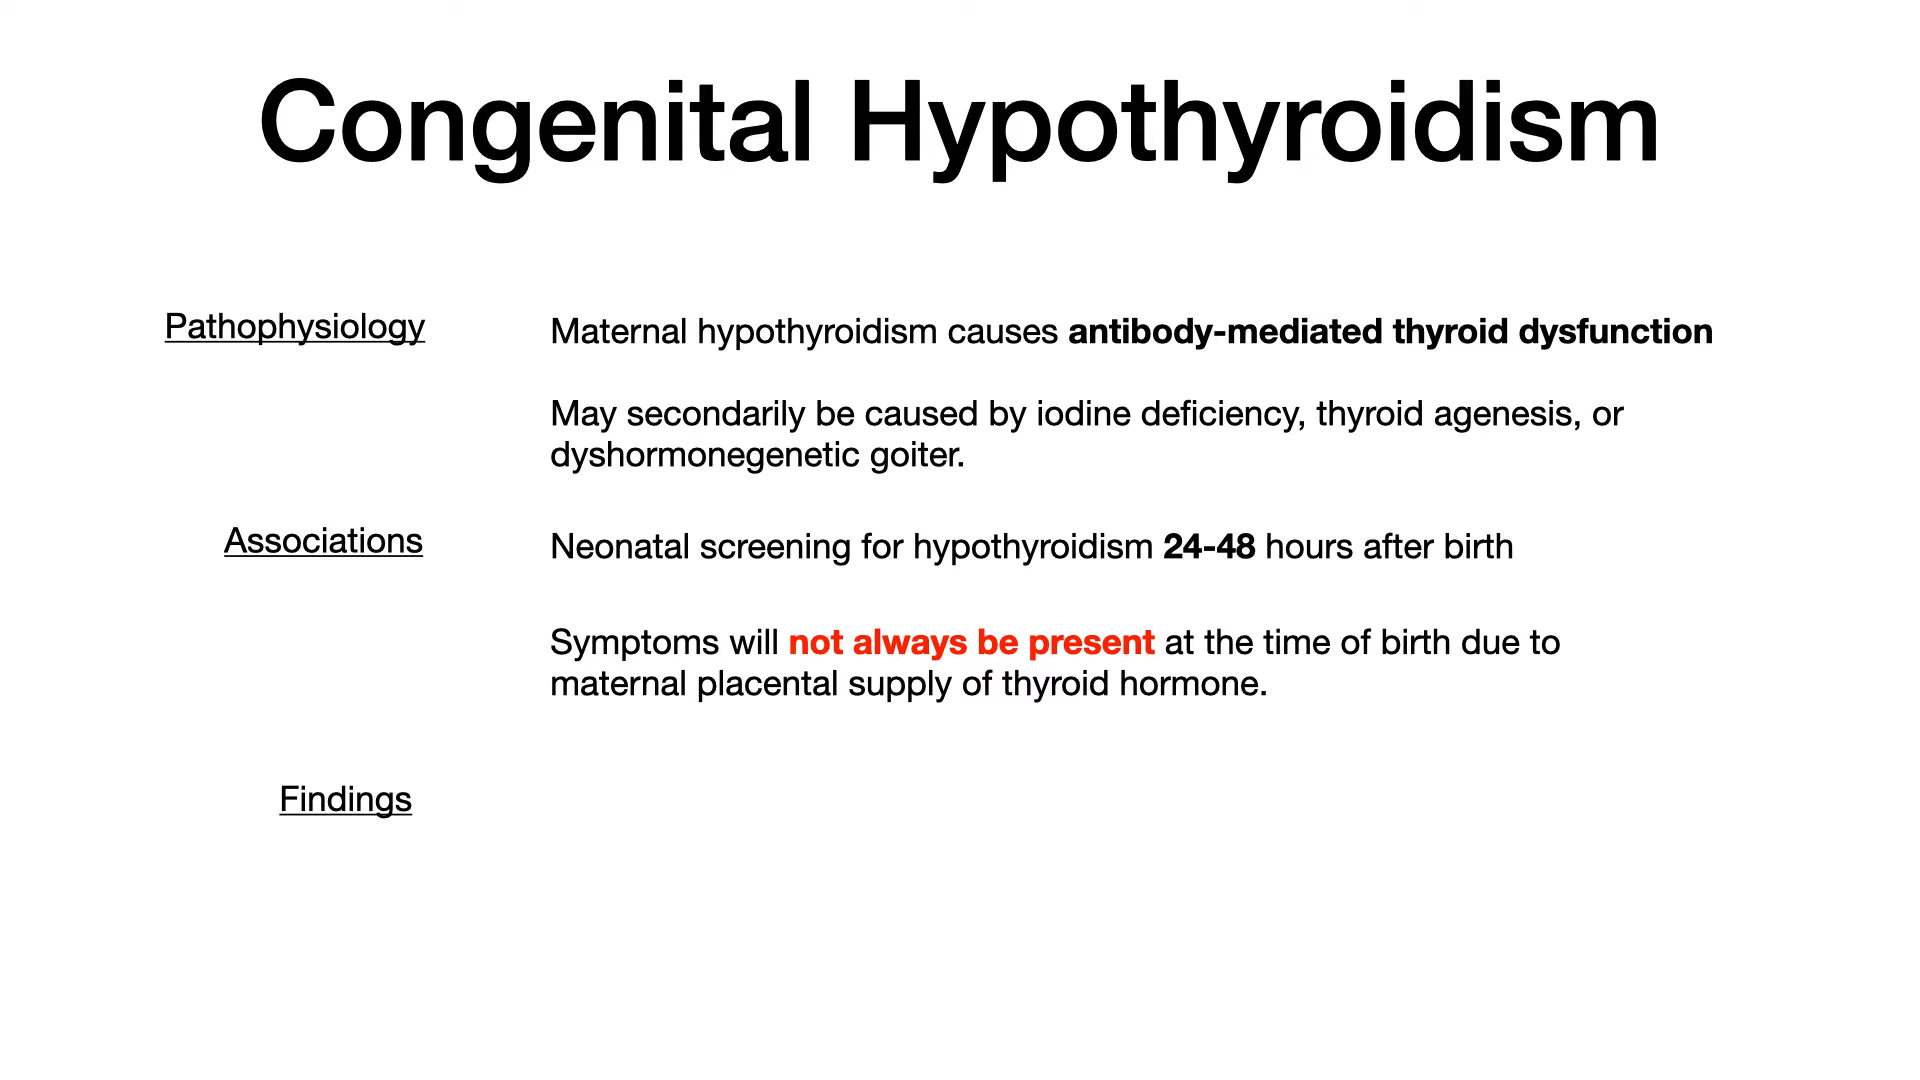 Congenital Hypothyroidism
Pathophysiology
Maternal hypothyroidism causes antibody-mediated thyroid dysfunction
May secondarily be caused by iodine deficiency, thyroid agenesis, or
dyshormonegenetic goiter.
Associations
Neonatal screening for hypothyroidism 24-48 hours after birth
Symptoms will not always be present at the time of birth due to
maternal placental supply of thyroid hormone.
Findings